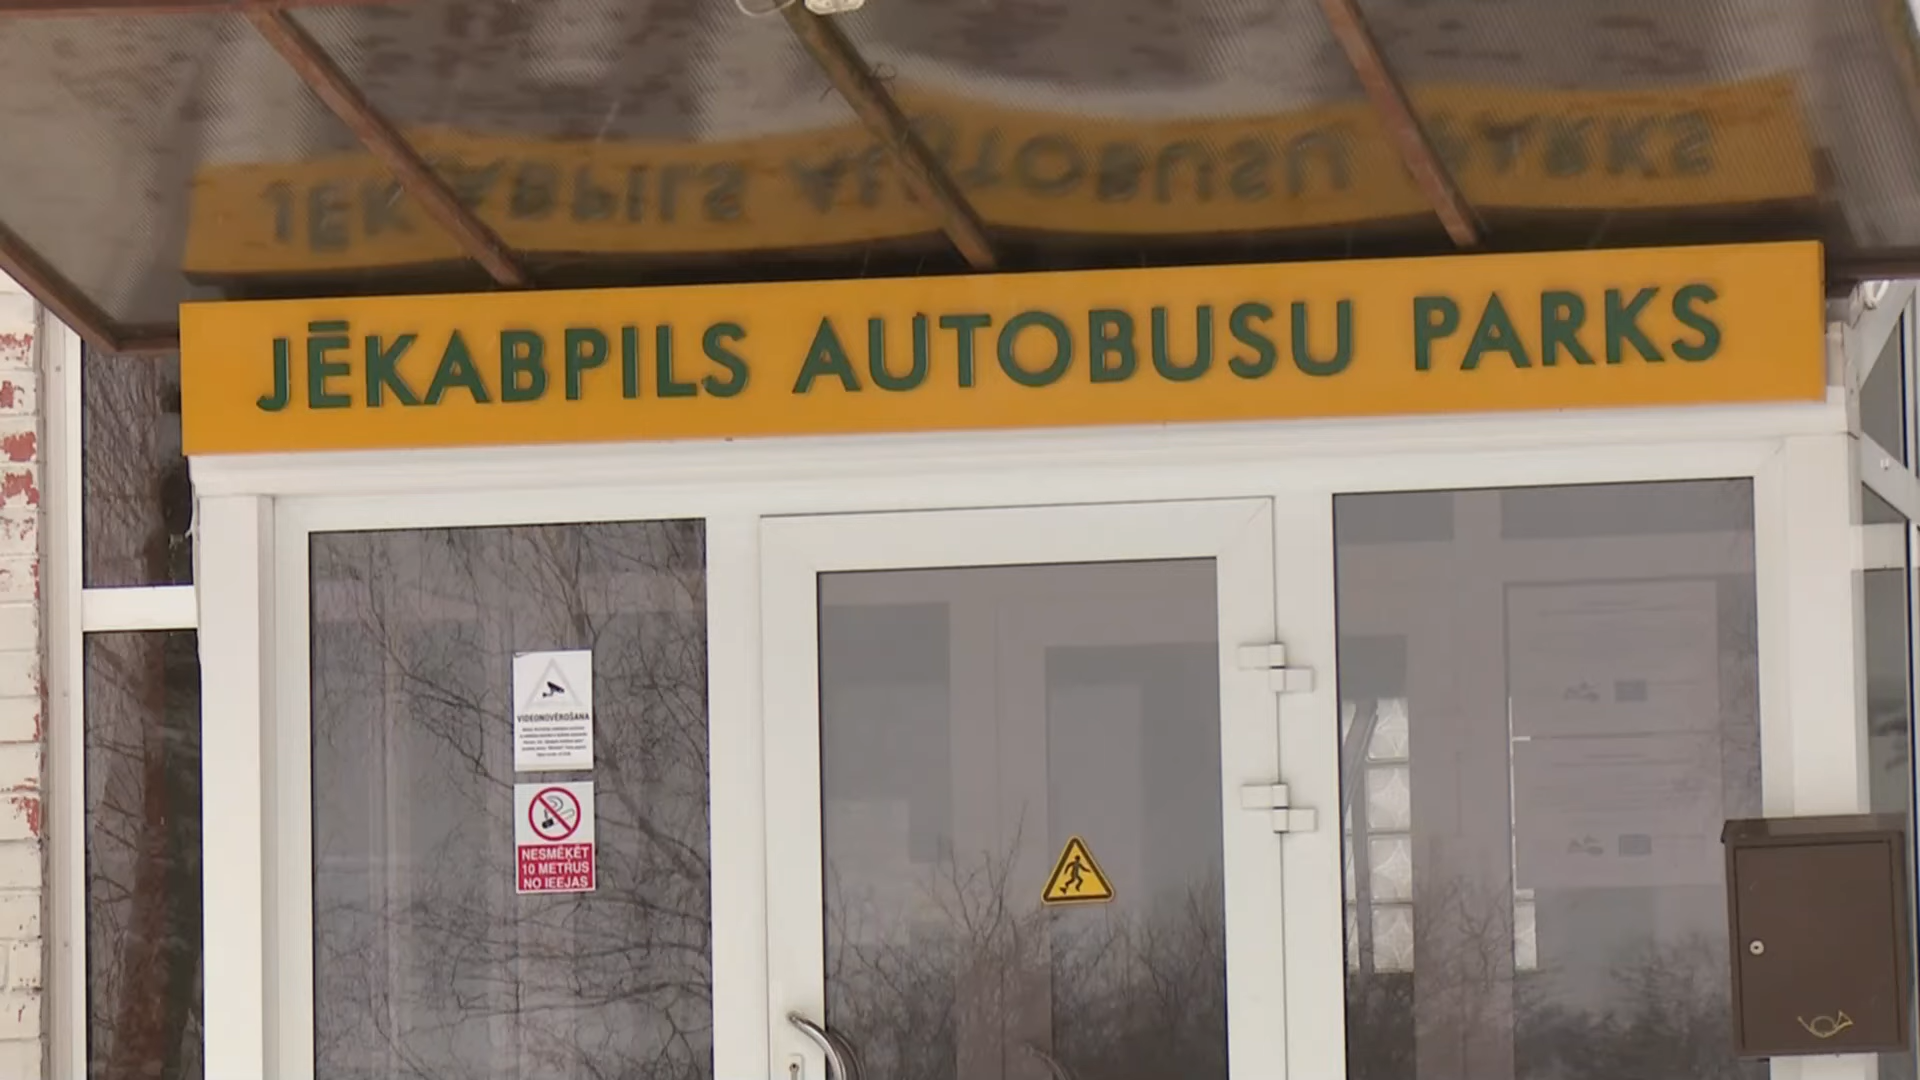 JĒKABPILS AUTOBUSU PARKS
VIDEONOVĒROŠANA
NESMĒĶĒT
10 METRUS
NO IEEJAS